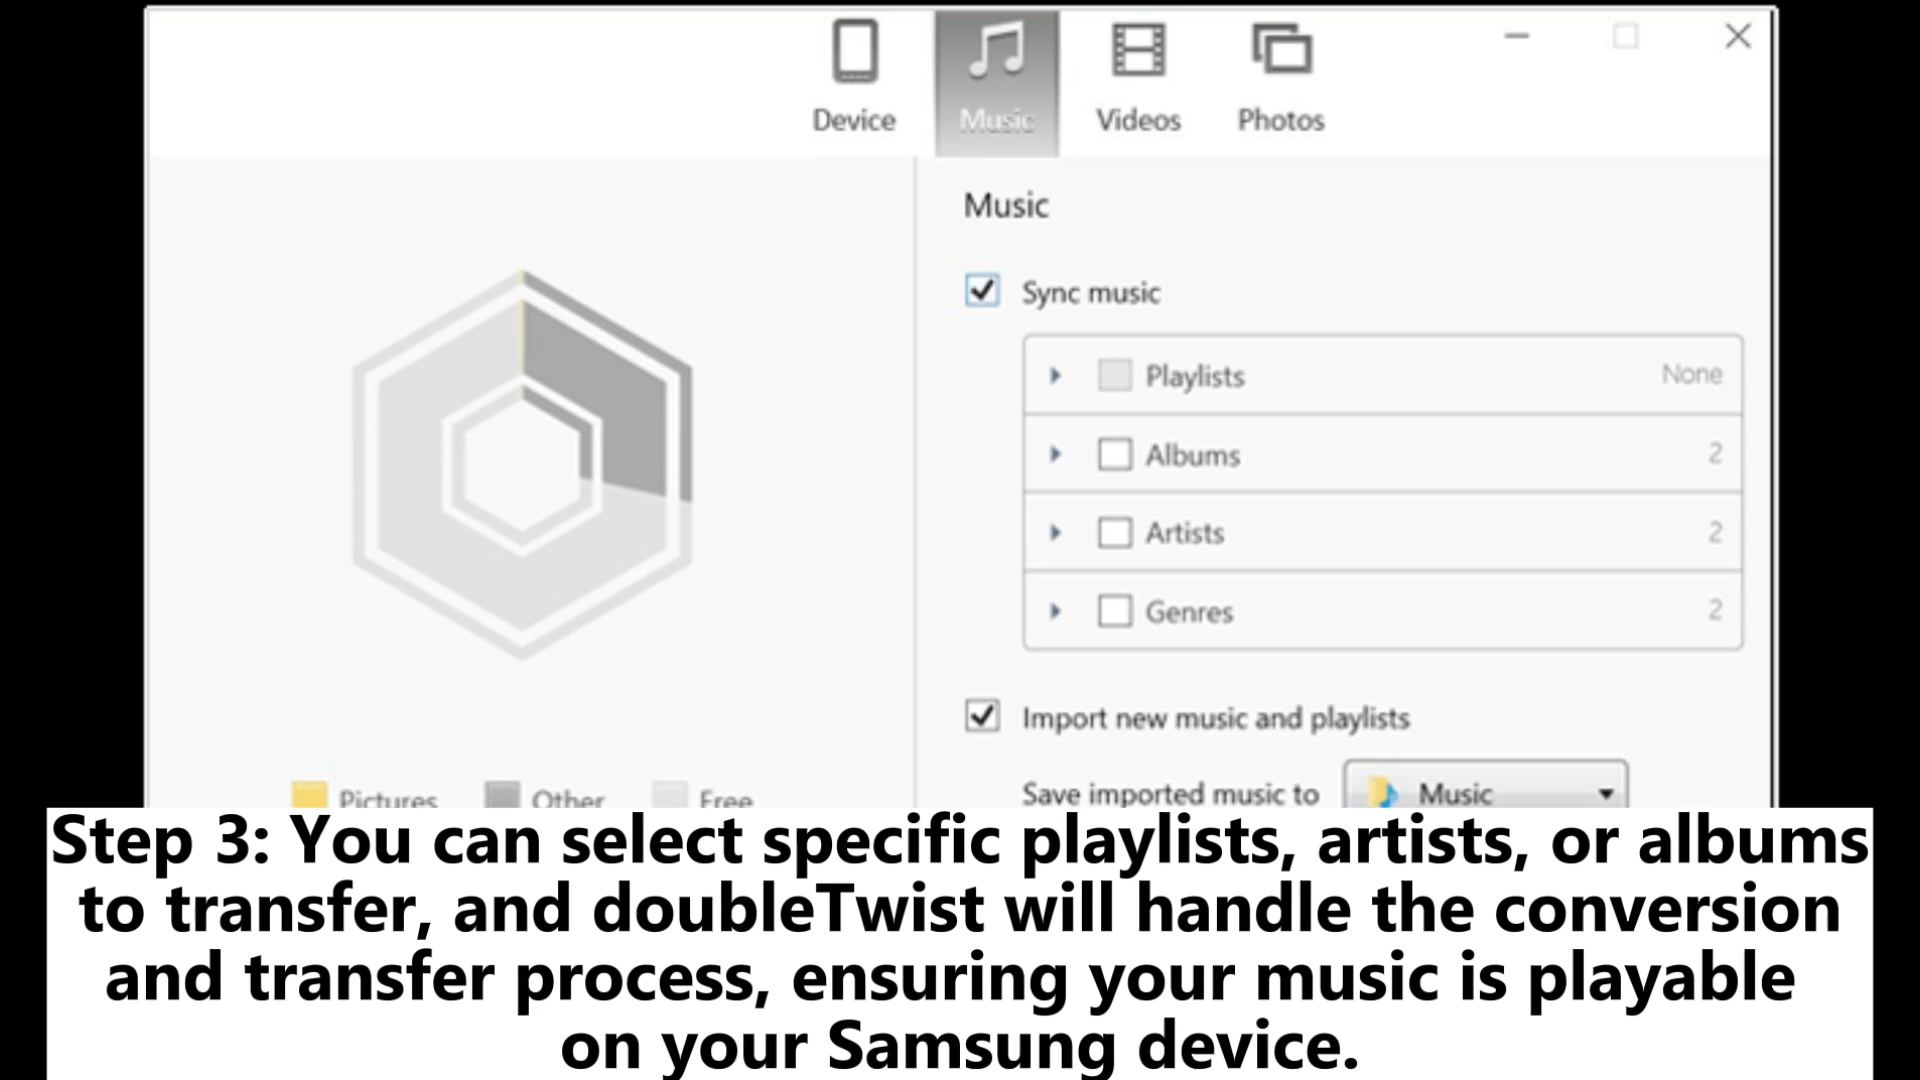 Device Music Videos Photos
Music
Sync music
Playlists None
Albums 2
Artists 2
Genres 2
Import new music and playlists
Save imported music to Music
Pictures Other Free
Step 3: You can select specific playlists, artists, or albums
to transfer, and doubleTwist will handle the conversion
and transfer process, ensuring your music is playable
on your Samsung device.